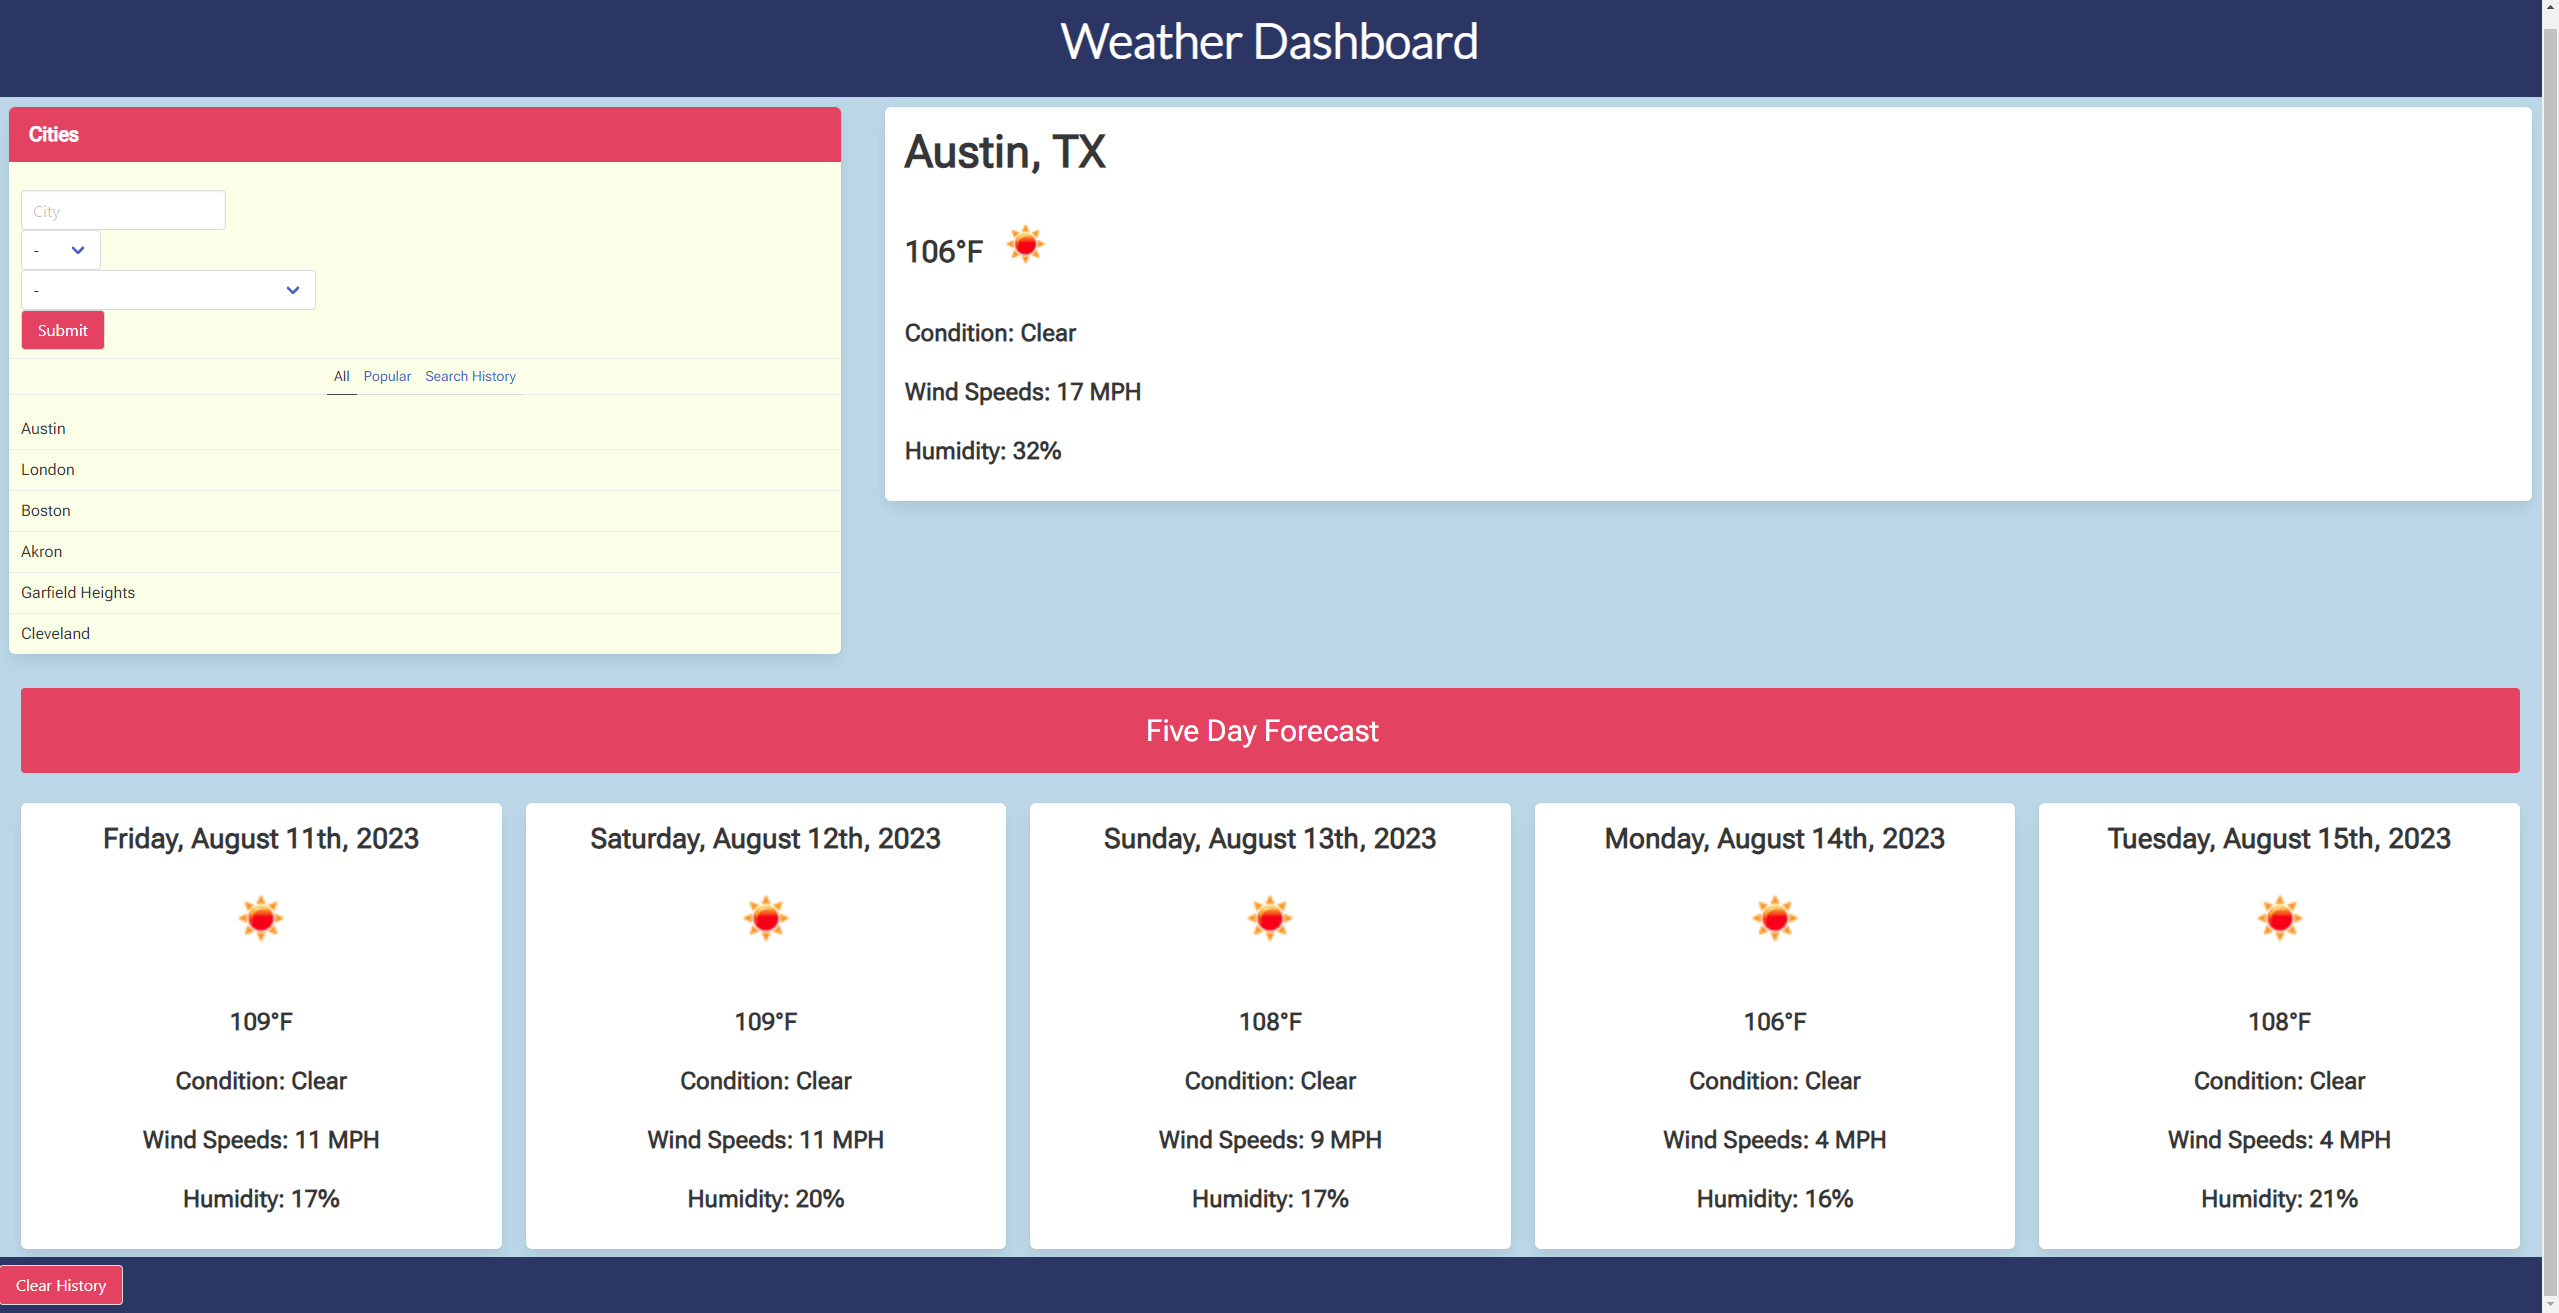 Weather Dashboard
Cities
City
-
-
Submit
All Popular Search History
Austin
London
Boston
Akron
Garfield Heights
Cleveland
Austin, TX
106°F
Condition: Clear
Wind Speeds: 17 MPH
Humidity: 32%
Five Day Forecast
Friday, August 11th, 2023
109°F
Condition: Clear
Wind Speeds: 11 MPH
Humidity: 17%
Saturday, August 12th, 2023
109°F
Condition: Clear
Wind Speeds: 11 MPH
Humidity: 20%
Sunday, August 13th, 2023
108°F
Condition: Clear
Wind Speeds: 9 MPH
Humidity: 17%
Monday, August 14th, 2023
106°F
Condition: Clear
Wind Speeds: 4 MPH
Humidity: 16%
Tuesday, August 15th, 2023
108°F
Condition: Clear
Wind Speeds: 4 MPH
Humidity: 21%
Clear History